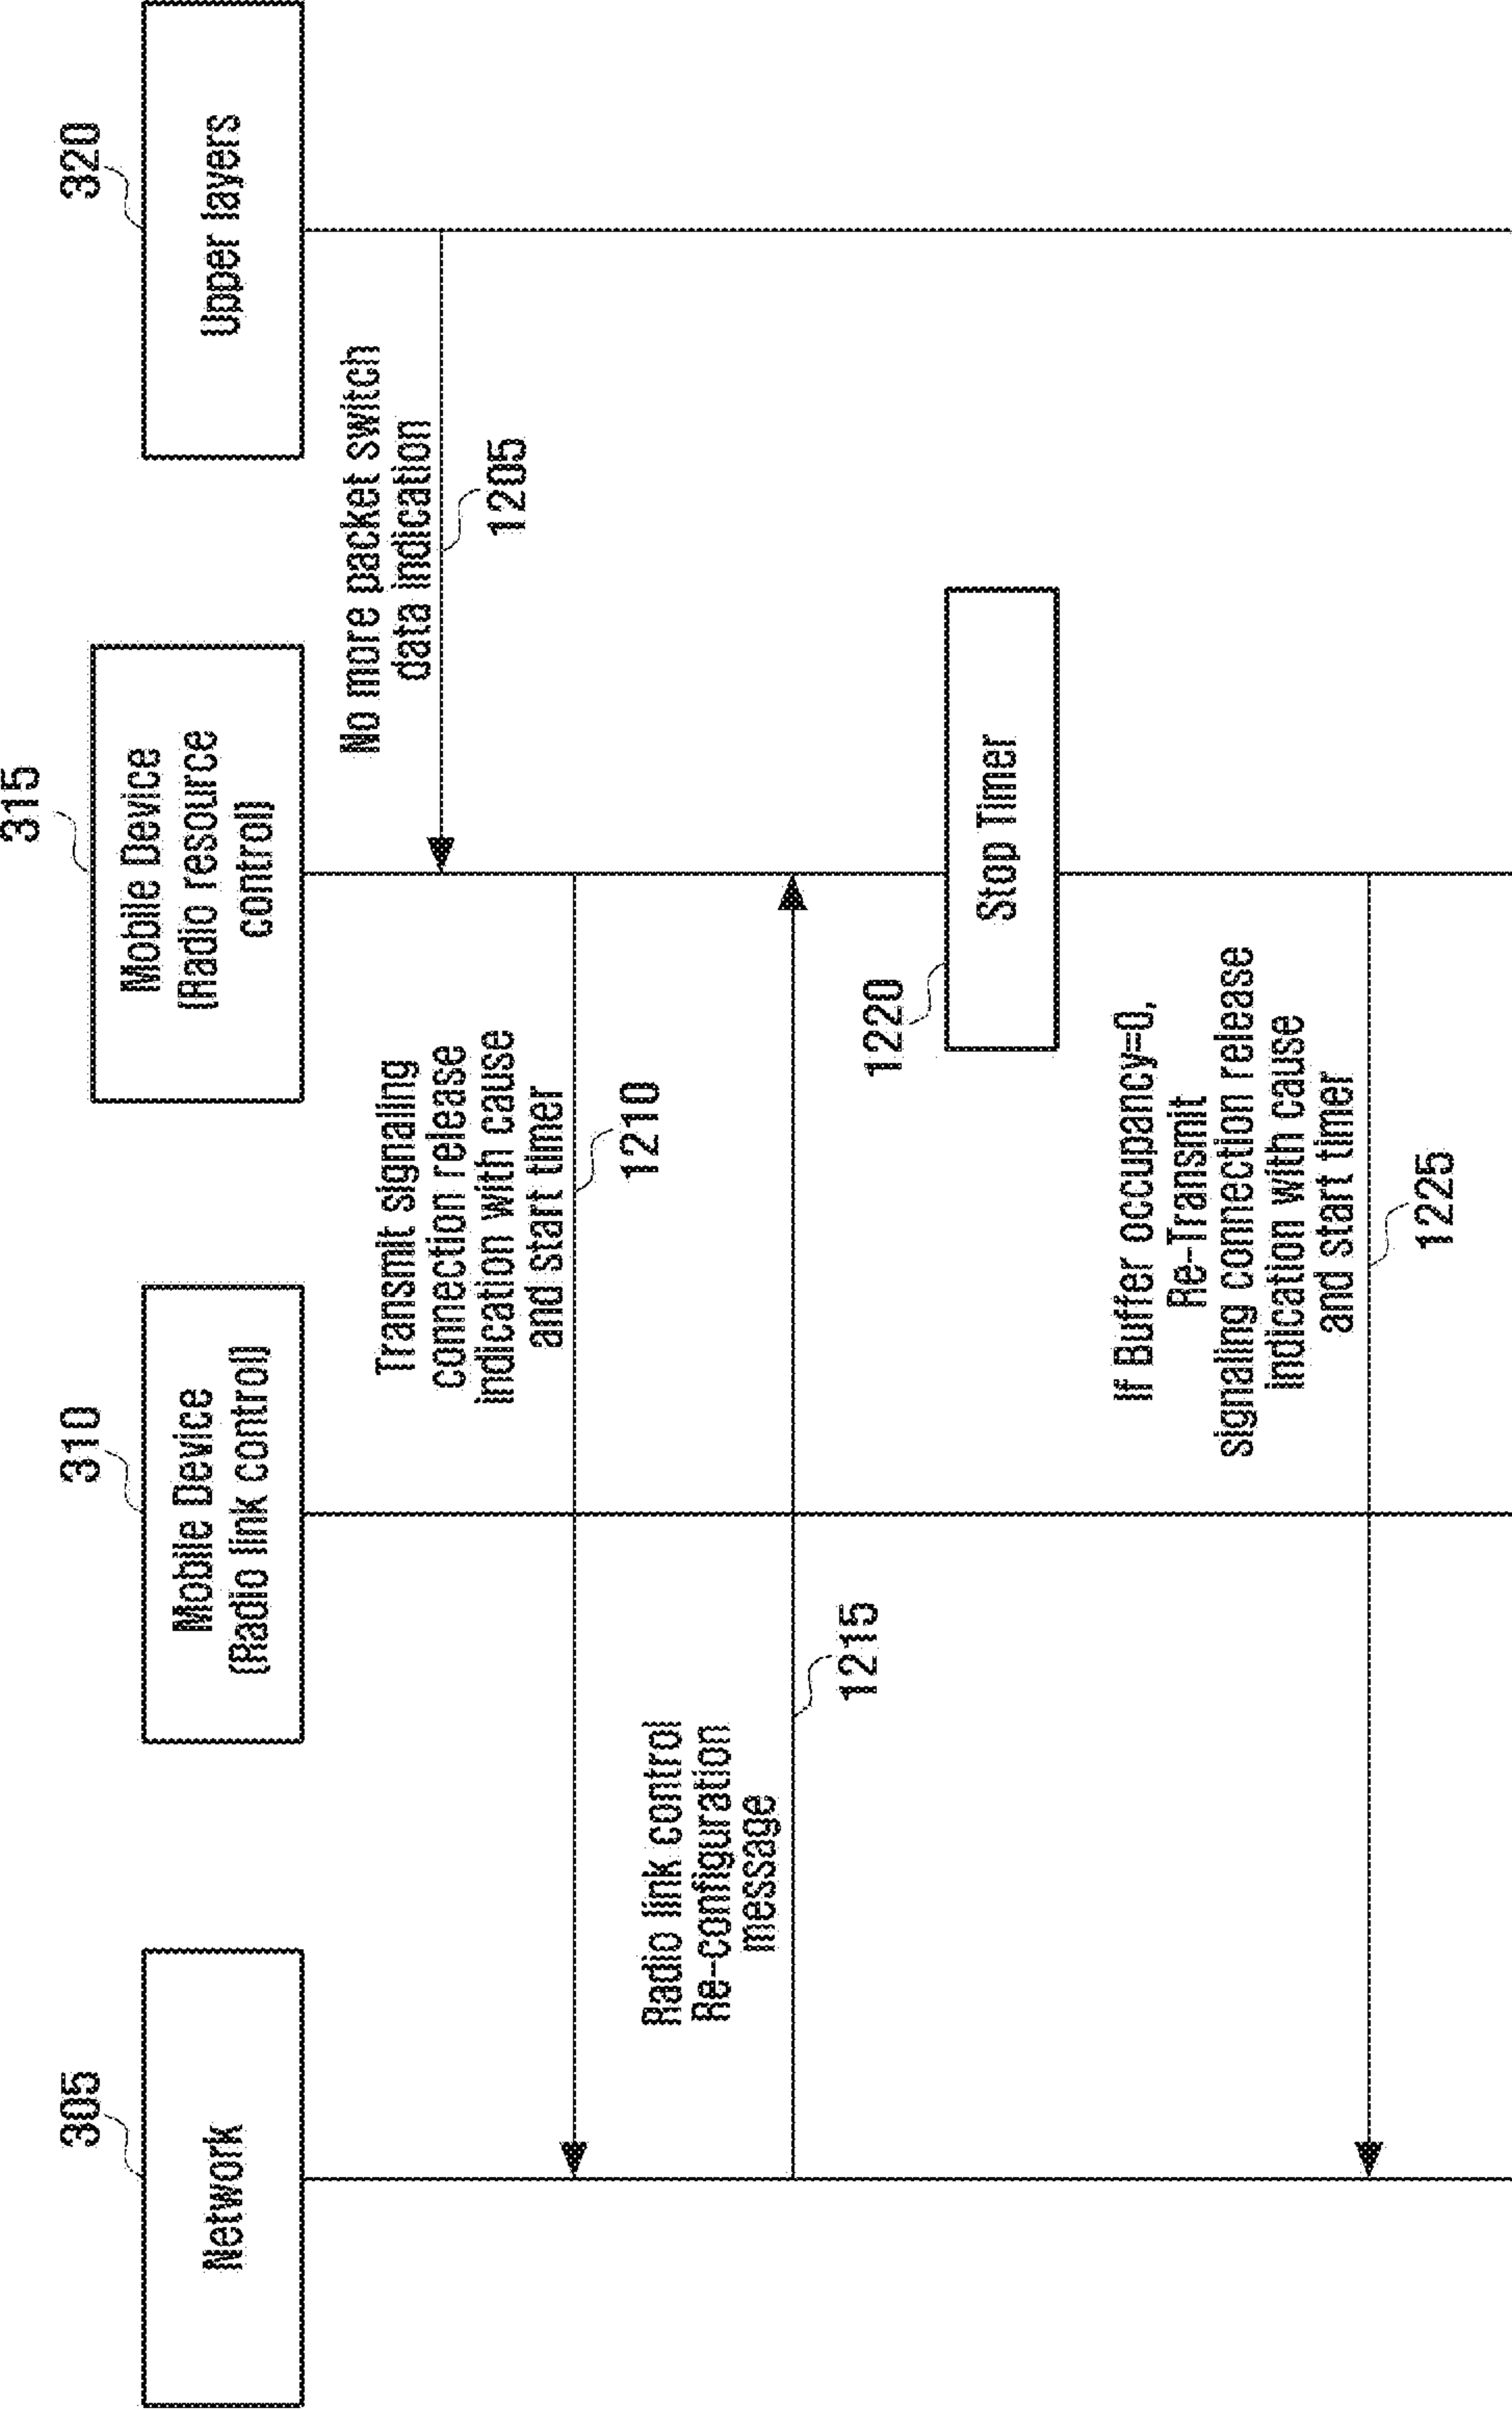 305
Network
310
Mobile Device
(Radio link control)
315
Mobile Device
(Radio resource
control)
320
Upper layers
No more packet switch
data indication
1205
Transmit signaling
connection release
indication with cause
and start timer
1210
Radio link control
Re-configuration
message
1215
1220
Stop Timer
If Buffer occupancy=0,
Re-Transmit
signaling connection release
indication with cause
and start timer
1225